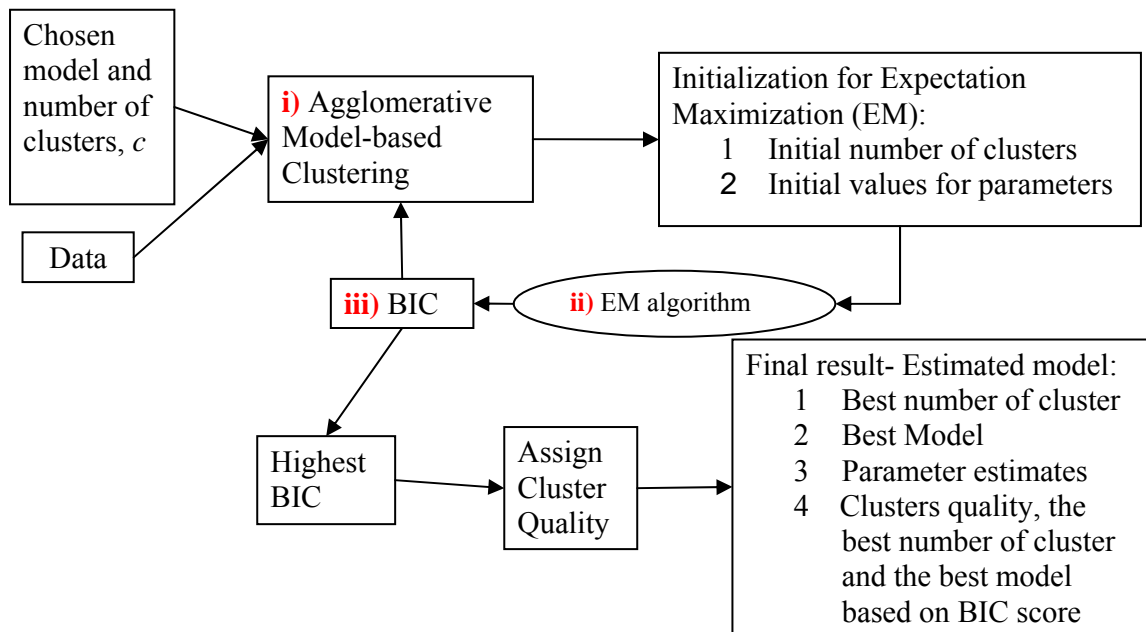 Chosen
model and
number of
clusters, c
i) Agglomerative
Model-based
Clustering
Initialization for Expectation
Maximization (EM):
1 Initial number of clusters
2 Initial values for parameters
Data
iii) BIC
ii) EM algorithm
Highest
BIC
Assign
Cluster
Quality
Final result- Estimated model:
1 Best number of cluster
2 Best Model
3 Parameter estimates
4 Clusters quality, the
best number of cluster
and the best model
based on BIC score